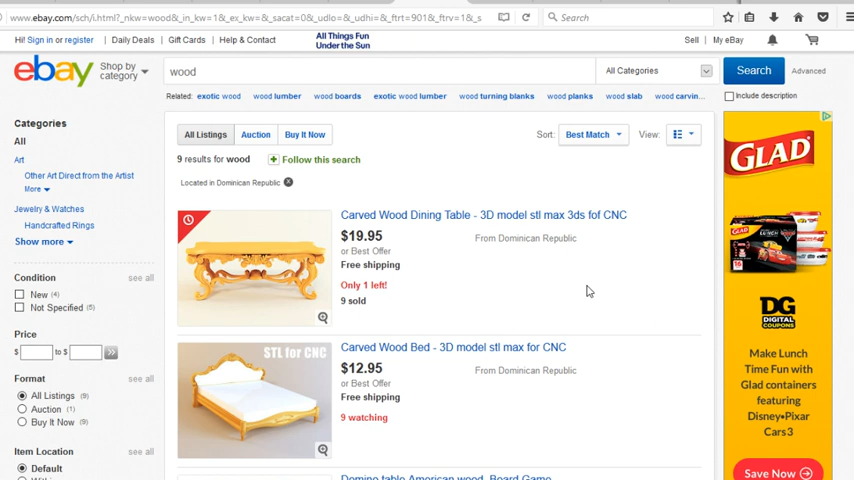 www.ebay.com/sch/i.html?_nkw=wood&_in_kw=1&_ex_kw=&_sacat=0&_udlo=&_udhi=&_ftrt=901&_ftrv=1&_s
Search
Hi! Sign in or register
Daily Deals
Gift Cards
Help & Contact
All Things Fun
Under the Sun
Sell
My eBay
ebay
Shop by
category
wood
All Categories
Search
Advanced
Related: exotic wood wood lumber wood boards exotic wood lumber wood turning blanks wood planks wood slab wood carvin...
Include description
Categories
All
Art
Other Art Direct from the Artist
More
Jewelry & Watches
Handcrafted Rings
Show more
Condition see all
New (4)
Not Specified (5)
Price
$ to $
Format see all
All Listings (9)
Auction (1)
Buy It Now (9)
Item Location see all
Default
All Listings Auction Buy It Now
Sort: Best Match View:
9 results for wood
Follow this search
Located in Dominican Republic
Carved Wood Dining Table - 3D model stl max 3ds fof CNC
$19.95
From Dominican Republic
or Best Offer
Free shipping
Only 1 left!
9 sold
STL for CNC
Carved Wood Bed - 3D model stl max for CNC
$12.95
From Dominican Republic
or Best Offer
Free shipping
9 watching
Domino table American wood. Board Game
GLAD
GLAD
DG
DIGITAL
COUPONS
Make Lunch
Time Fun with
Glad containers
featuring
Disney•Pixar
Cars3
Save Now